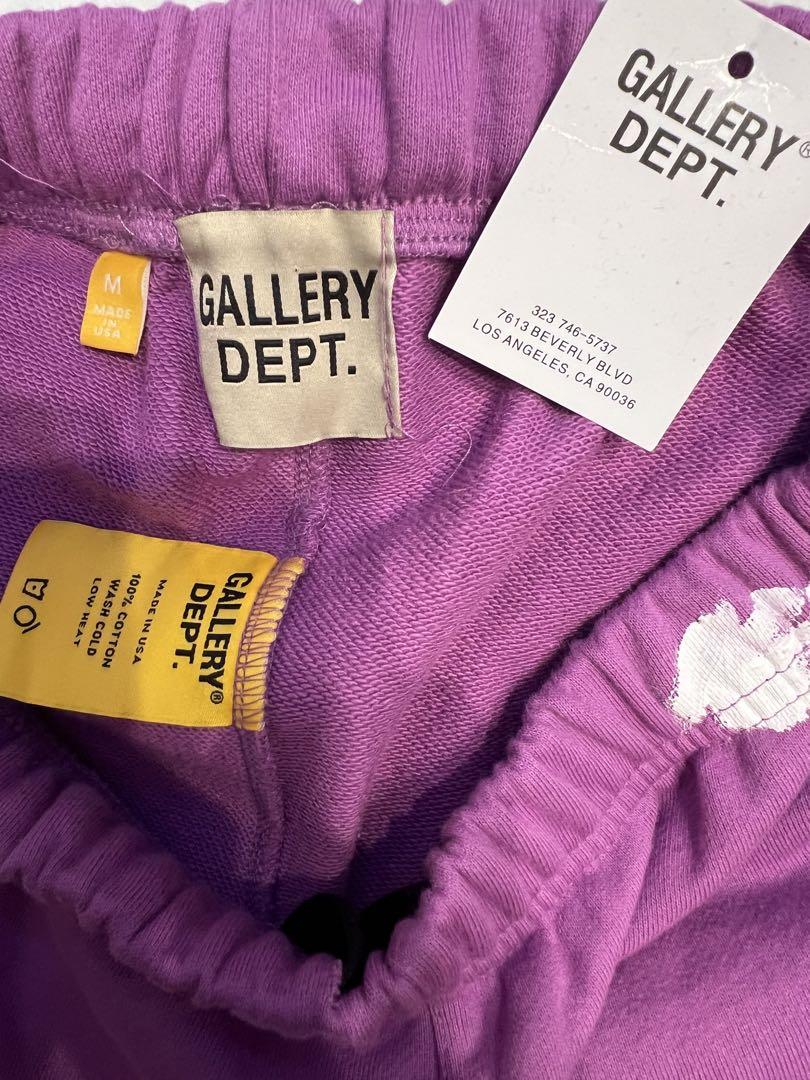 GALLERY®
DEPT.
323 746-5737
7613 BEVERLY BLVD
LOS ANGELES, CA 90036
M
MADE
IN
USA
GALLERY
DEPT.
GALLERY®
DEPT.
MADE IN USA
100% COTTON
WASH COLD
LOW HEAT